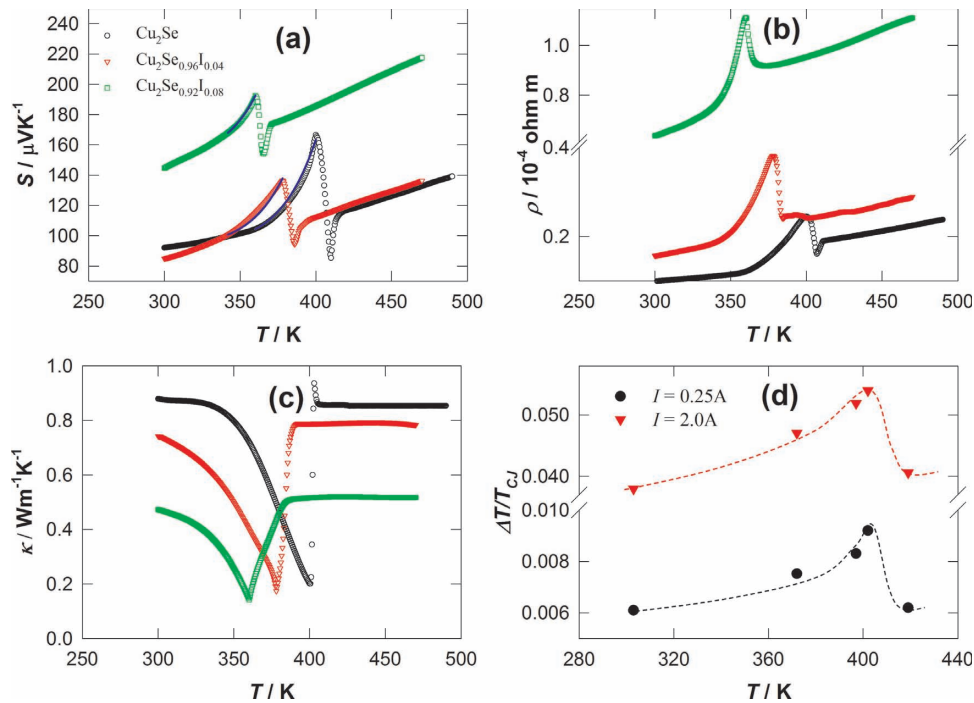 (a)
Cu2Se
Cu2Se0.96I0.04
Cu2Se0.92I0.08
S / μVK-1
240
220
200
180
160
140
120
100
80
250 300 350 400 450 500
T / K
(b)
ρ / 10-4 ohm m
1.0
0.8
0.4
0.2
250 300 350 400 450 500
T / K
(c)
κ / Wm-1K-1
1.0
0.8
0.6
0.4
0.2
0.0
250 300 350 400 450 500
T / K
(d)
I = 0.25A
I = 2.0A
ΔT/TCJ
0.050
0.040
0.010
0.008
0.006
280 320 360 400 440
T / K